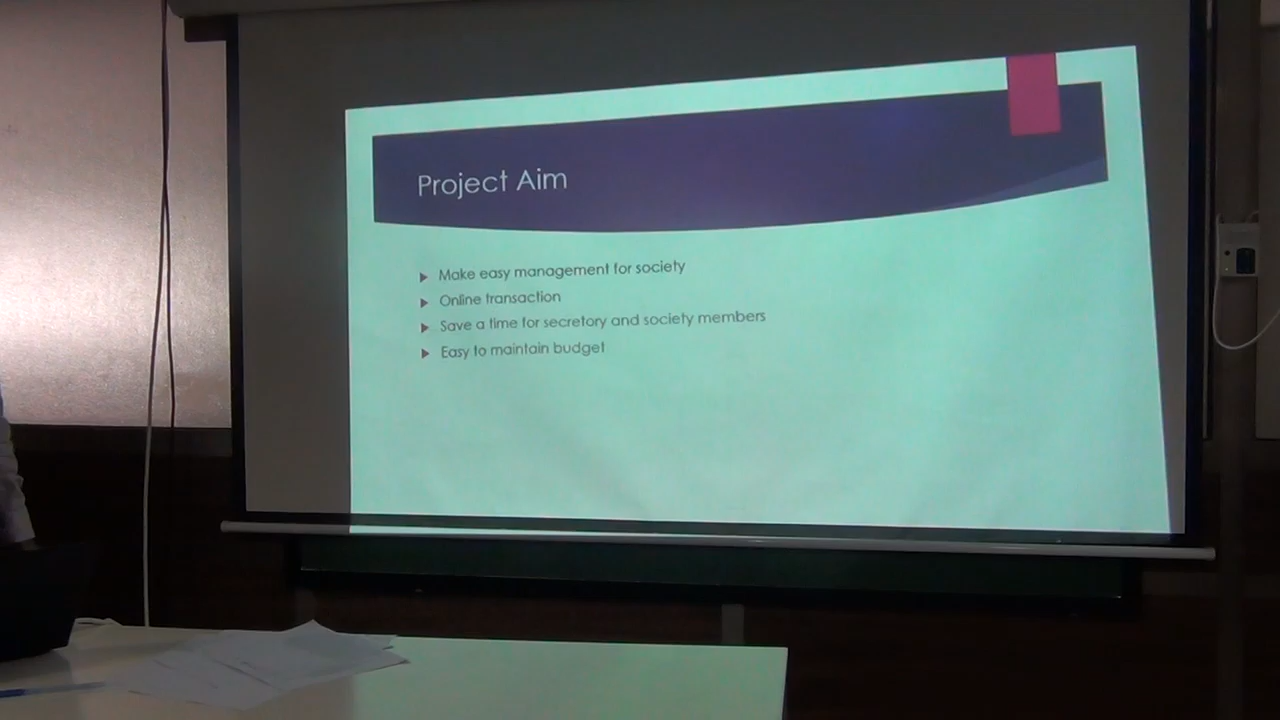 Project Aim
Make easy management for society
Online transaction
Save a time for secretory and society members
Easy to maintain budget